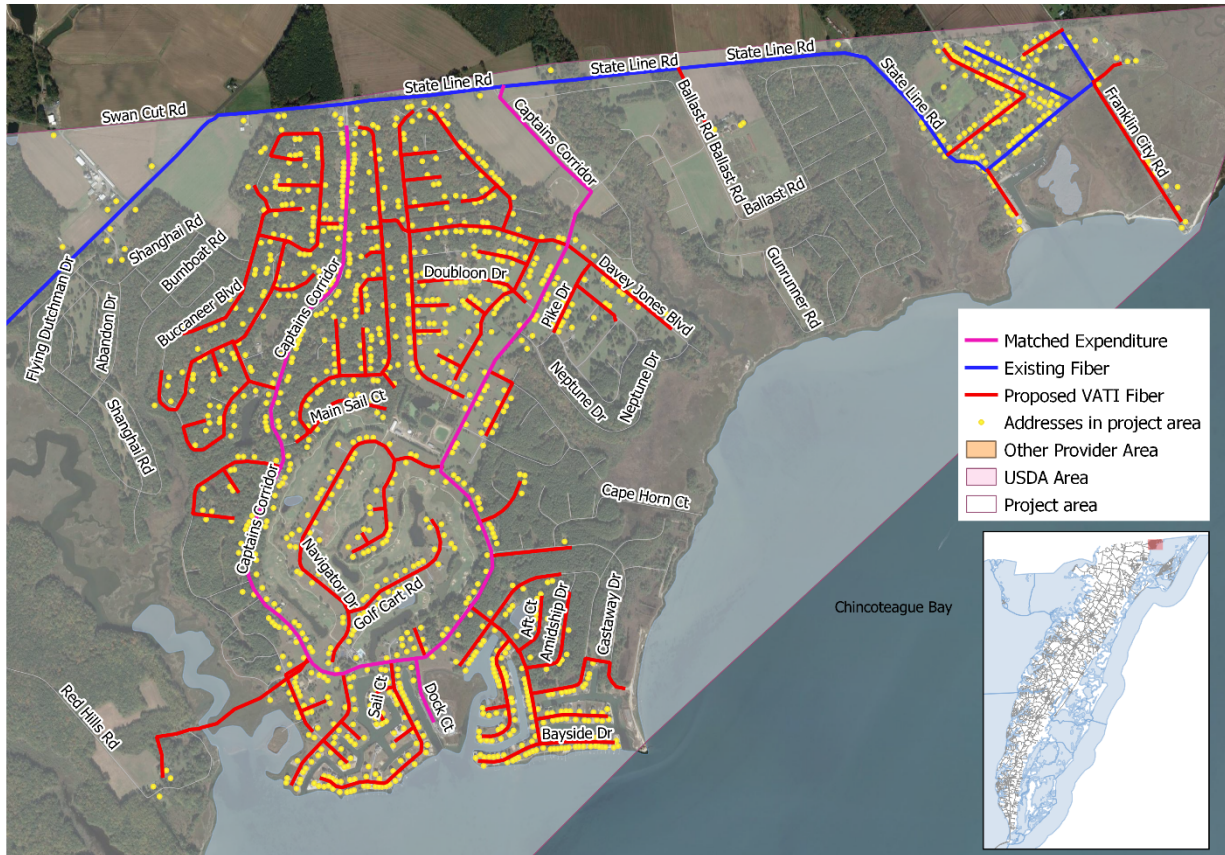 State Line Rd
State Line Rd
State Line Rd
Swan Cut Rd
State Line Rd
Captains Corridor
Ballast Rd
Ballast Rd
Franklin City Rd
Ballast Rd
Shanghai Rd
Bumboat Rd
Flying Dutchman Dr
Abandon Dr
Buccaneer Blvd
Captains Corridor
Doubloon Dr
Pike Dr
Davey Jones Blvd
Gunrunner Rd
Neptune Dr
Neptune Dr
Shanghai Rd
Main Sail Ct
Captains Corridor
Cape Horn Ct
Navigator Dr
Golf Cart Rd
Aft Ct
Amidship Dr
Castaway Dr
Chincoteague Bay
Red Hills Rd
Sail Ct
Dock Ct
Bayside Dr
Matched Expenditure
Existing Fiber
Proposed VATI Fiber
Addresses in project area
Other Provider Area
USDA Area
Project area